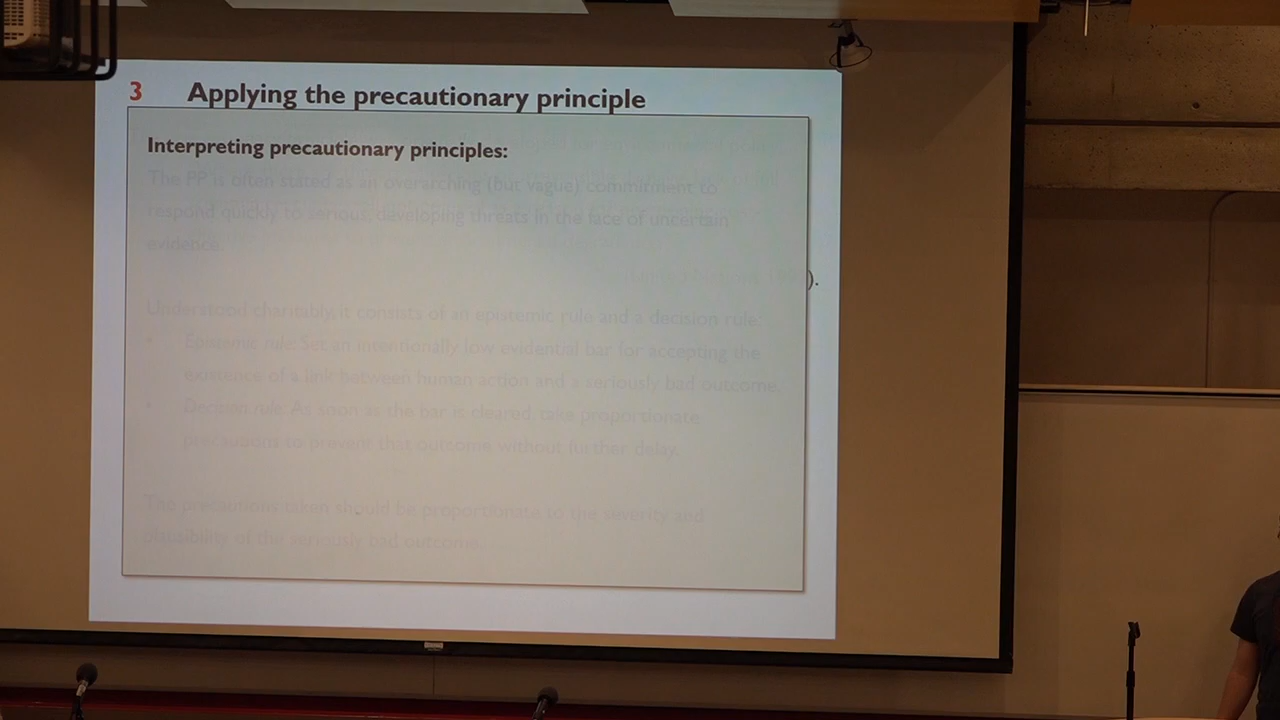 3 Applying the precautionary principle
Interpreting precautionary principles:
The PP is often stated as an overarching (but vague) commitment to
respond quickly to serious, developing threats in the face of uncertain
evidence.
).
Understood charitably, it consists of an epistemic rule and a decision rule.
• Epistemic rule: Set an intentionally low evidential bar for accepting the
existence of a link between human action and a seriously bad outcome.
• Decision rule: As soon as the bar is cleared, take proportionate
precautions to prevent that outcome without further delay.
The precautions taken should be proportionate to the severity and
plausibility of the seriously bad outcome.